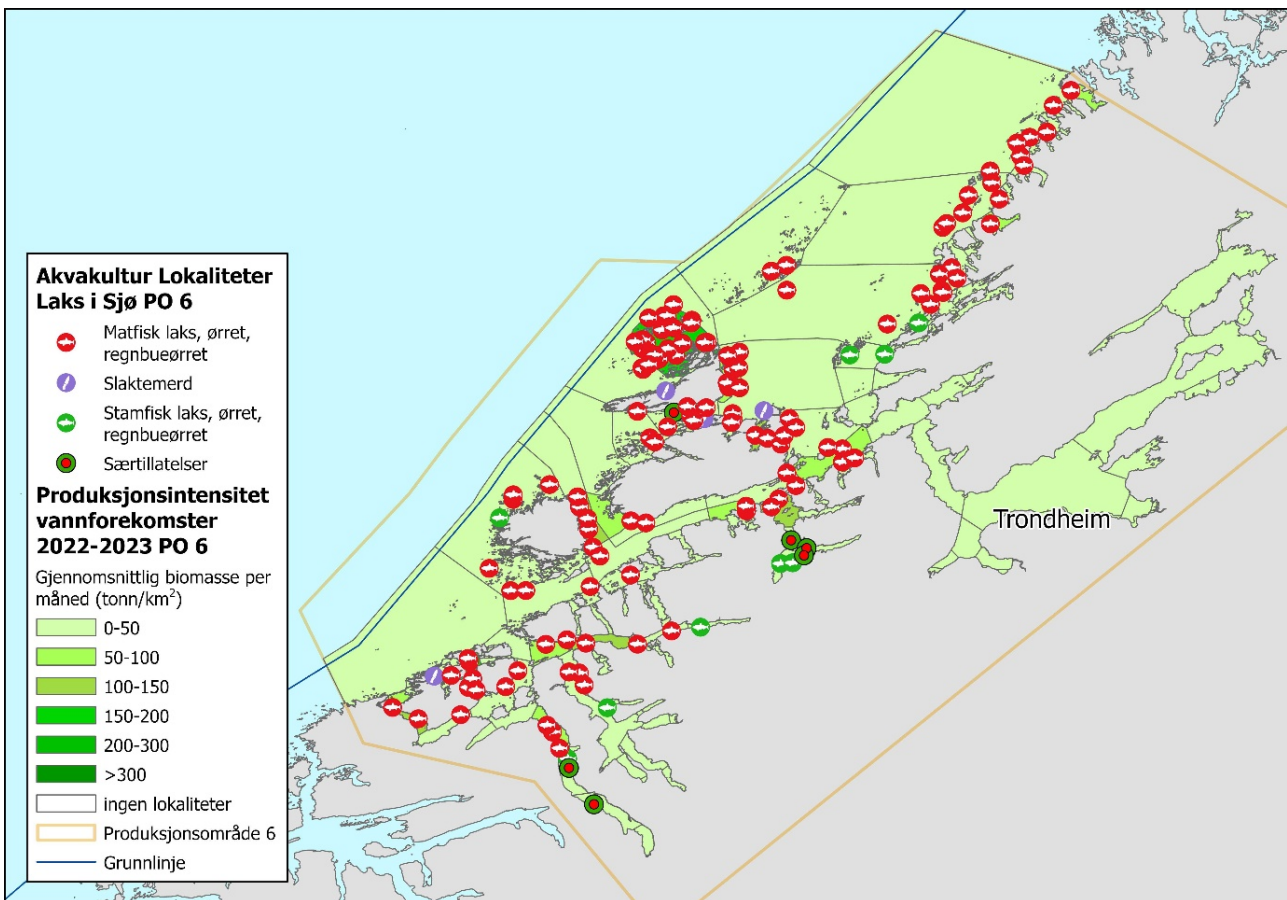 Akvakultur Lokaliteter
Laks i Sjø PO 6
Matfisk laks, ørret,
regnbueørret
Slaktemerd
Stamfisk laks, ørret,
regnbueørret
Særtillatelser
Produksjonsintensitet
vannforekomster
2022-2023 PO 6
Gjennomsnittlig biomasse per
måned (tonn/km²)
0-50
50-100
100-150
150-200
200-300
>300
ingen lokaliteter
Produksjonsområde 6
Grunnlinje
Trondheim